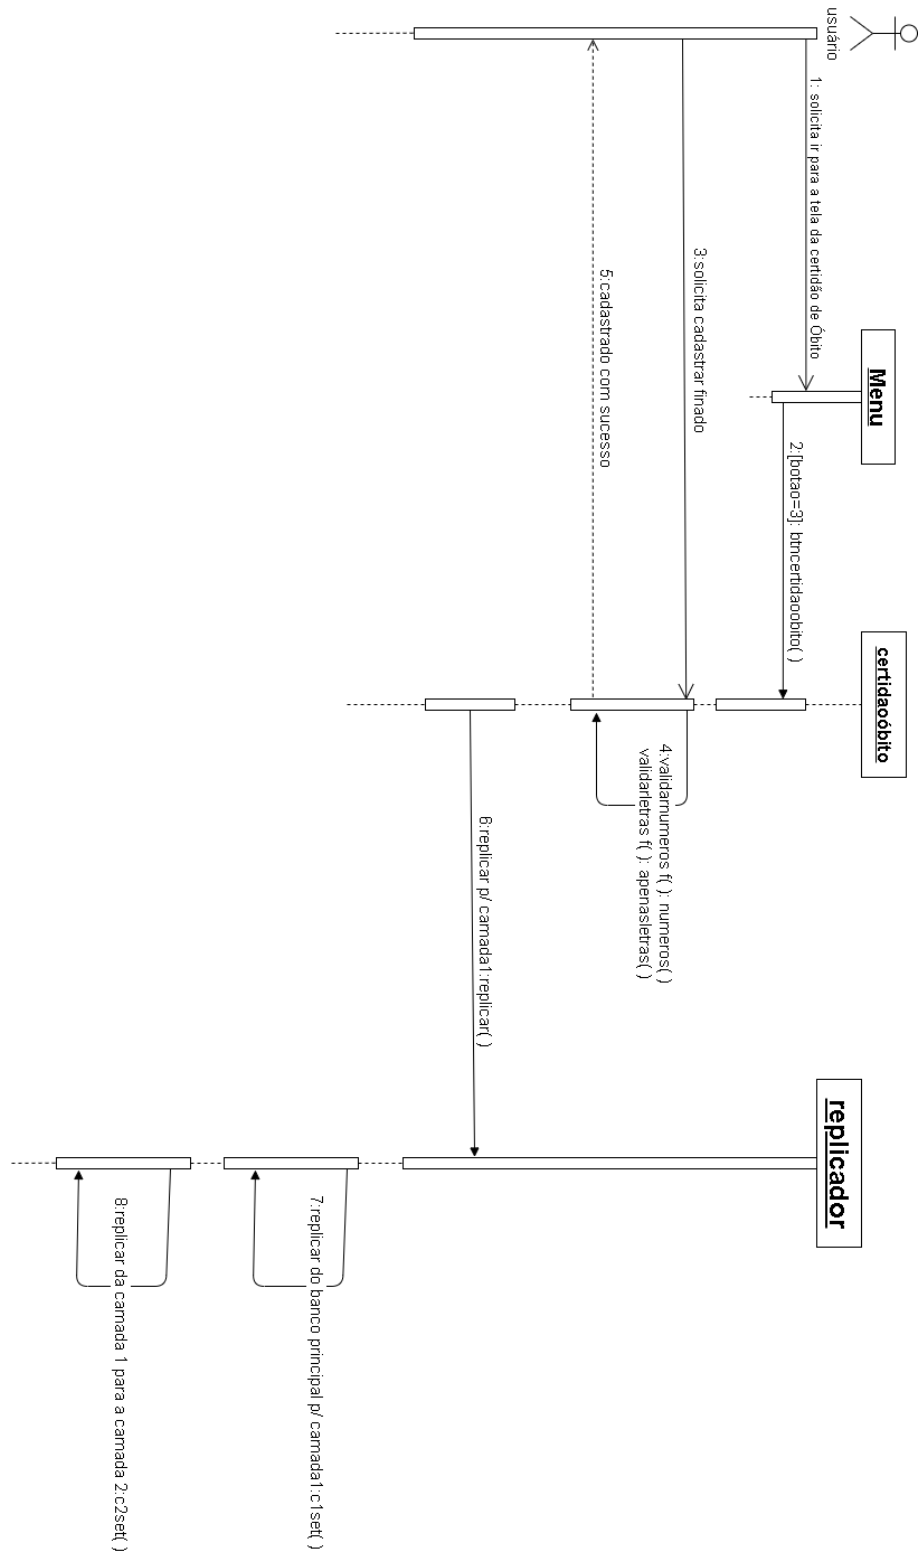 usuário
Menu
certidaoóbito
replicador
1: solicita ir para a tela da certidão de Óbito
2:[botao=3]: btncertidaoobito( )
3:solicita cadastrar finado
4:validarnumeros f( ): numeros( )
validarletras f( ): apenasletras( )
5:cadastrado com sucesso
6:replicar p/ camada1:replicar( )
7:replicar do banco principal p/ camada1:c1set( )
8:replicar da camada 1 para a camada 2:c2set( )